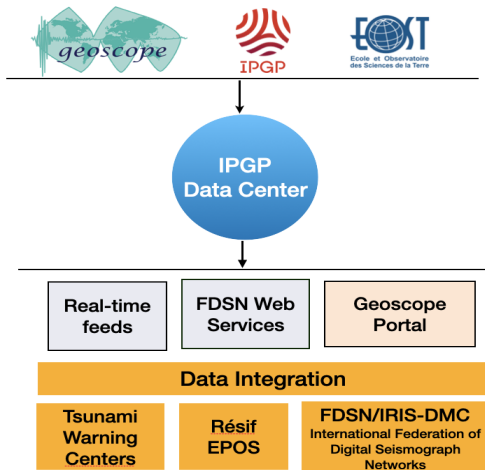 geoscope
IPGP
EOST
Ecole et Observatoire
des Sciences de la Terre
IPGP
Data Center
Real-time
feeds
FDSN Web
Services
Geoscope
Portal
Data Integration
Tsunami
Warning
Centers
Résif
EPOS
FDSN/IRIS-DMC
International Federation of
Digital Seismograph
Networks